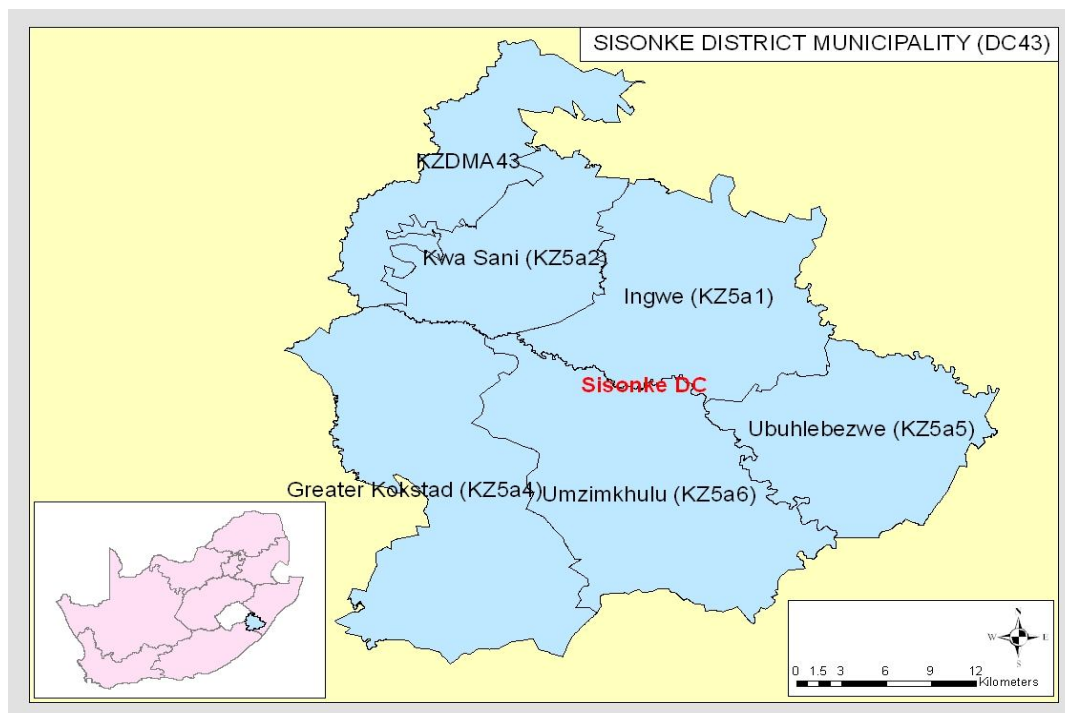 SISONKE DISTRICT MUNICIPALITY (DC43)
KZDMA43
Kwa Sani (KZ5a2)
Ingwe (KZ5a1)
Sisonke DC
Ubuhlebezwe (KZ5a5)
Greater Kokstad (KZ5a4)
Umzimkhulu (KZ5a6)
N
W E
S
0 1.5 3 6 9 12
Kilometers